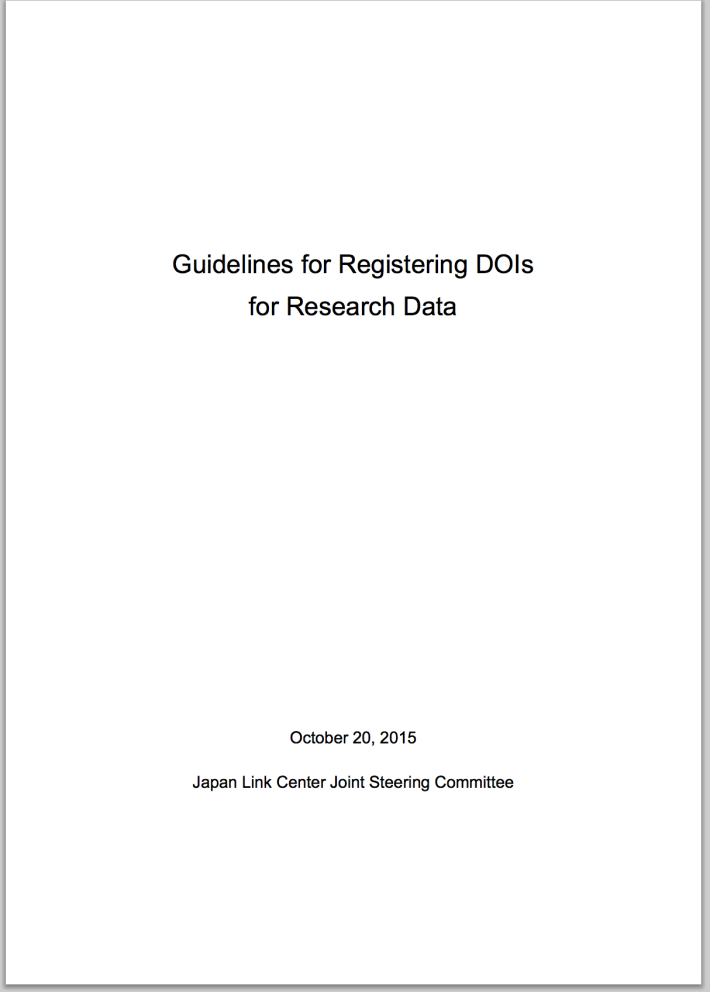 Guidelines for Registering DOIs
for Research Data
October 20, 2015
Japan Link Center Joint Steering Committee